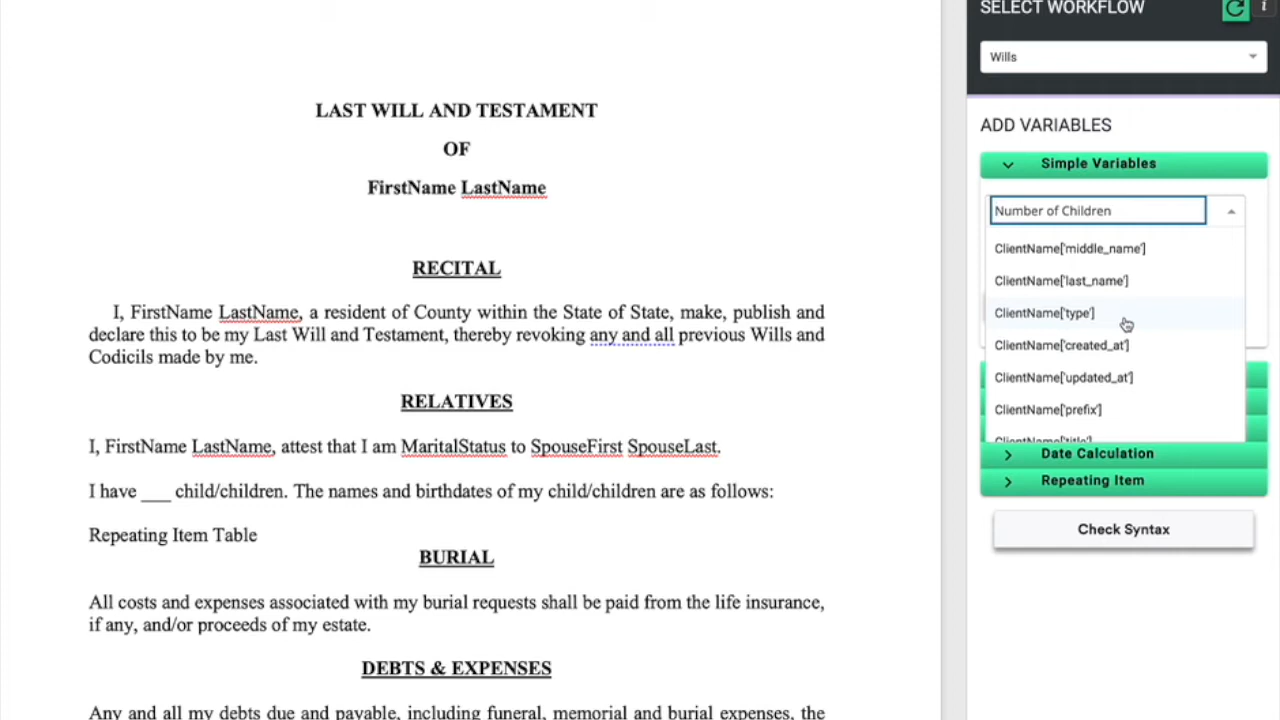 LAST WILL AND TESTAMENT
OF
FirstName LastName
RECITAL
I, FirstName LastName, a resident of County within the State of State, make, publish and
declare this to be my Last Will and Testament, thereby revoking any and all previous Wills and
Codicils made by me.
RELATIVES
I, FirstName LastName, attest that I am MaritalStatus to SpouseFirst SpouseLast.
I have ___ child/children. The names and birthdates of my child/children are as follows:
Repeating Item Table
BURIAL
All costs and expenses associated with my burial requests shall be paid from the life insurance,
if any, and/or proceeds of my estate.
DEBTS & EXPENSES
Any and all my debts due and payable, including funeral, memorial and burial expenses, the
SELECT WORKFLOW
i
Wills
ADD VARIABLES
Simple Variables
Number of Children
ClientName['middle_name']
ClientName['last_name']
ClientName['type']
ClientName['created_at']
ClientName['updated_at']
ClientName['prefix']
ClientName['title']
Date Calculation
Repeating Item
Check Syntax